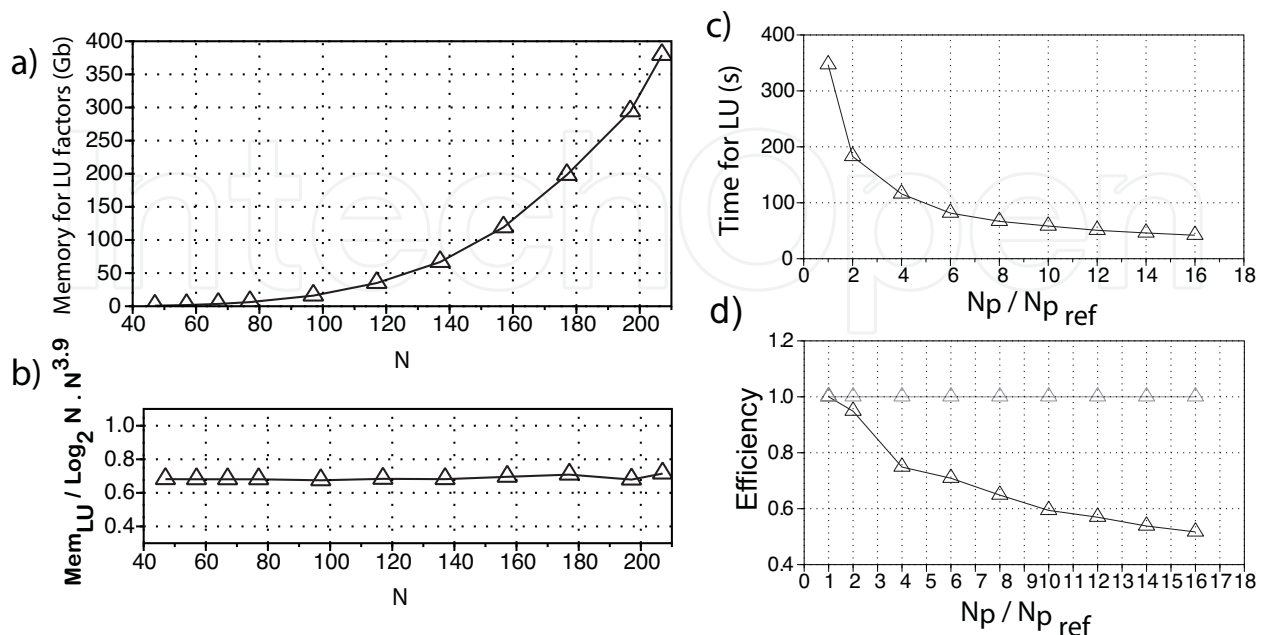 a)
Memory for LU factors (Gb)
400
350
300
250
200
150
100
50
0
40 60 80 100 120 140 160 180 200
N
b)
Mem_LU / Log_2 N . N^3.9
1.0
0.8
0.6
0.4
40 60 80 100 120 140 160 180 200
N
c)
Time for LU (s)
400
300
200
100
0
0 2 4 6 8 10 12 14 16 18
Np / Np_ref
d)
Efficiency
1.2
1.0
0.8
0.6
0.4
0 1 2 3 4 5 6 7 8 9 10 11 12 13 14 15 16 17 18
Np / Np_ref
IntechOpen